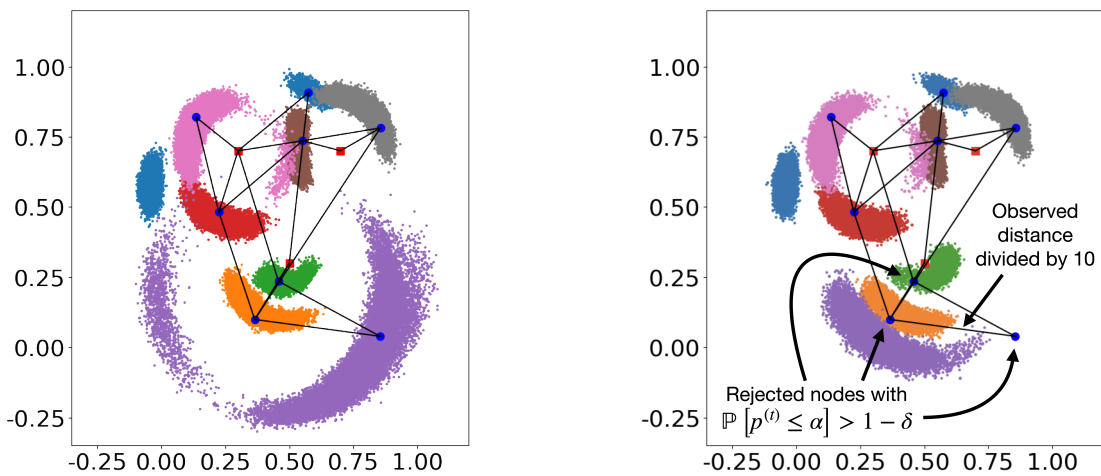 1.00
0.75
0.50
0.25
0.00
-0.25
-0.25 0.00 0.25 0.50 0.75 1.00
1.00
0.75
0.50
0.25
0.00
-0.25
Observed
distance
divided by 10
Rejected nodes with
ℙ [p^{(t)} ≤ α] > 1 − δ
-0.25 0.00 0.25 0.50 0.75 1.00